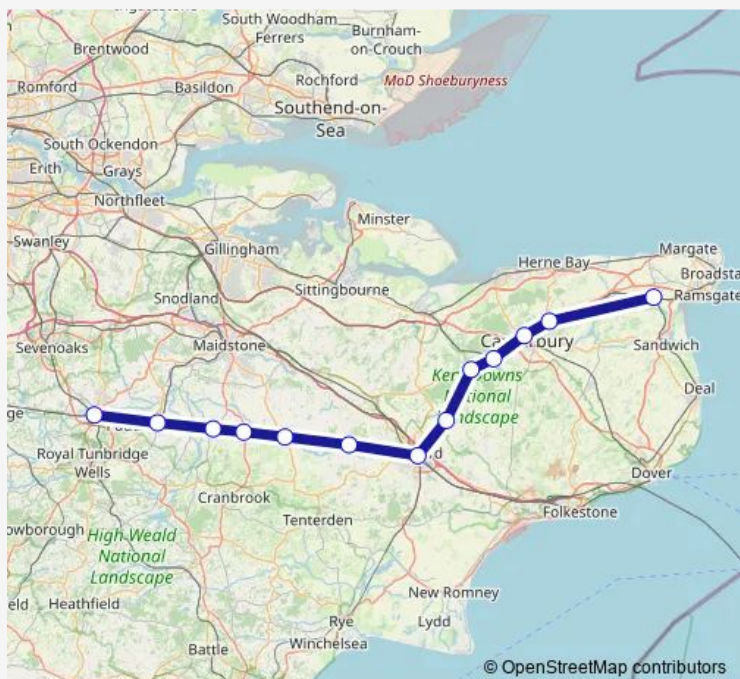 South Woodham
Ferrers
Burnham-
on-Crouch
Brentwood
Romford
Basildon
Rochford
MoD Shoeburyness
Southend-on-
Sea
South Ockendon
Erith
Grays
Northfleet
Minster
Swanley
Gillingham
Herne Bay
Margate
Broadsta
Snodland
Sittingbourne
Ramsgate
Sevenoaks
Maidstone
Sandwich
National
Landscape
Deal
Royal Tunbridge
Wells
Dover
Cranbrook
Folkestone
Tenterden
owborough
High Weald
National
Landscape
eld
Heathfield
New Romney
Lydd
Rye
Winchelsea
Battle
© OpenStreetMap contributors